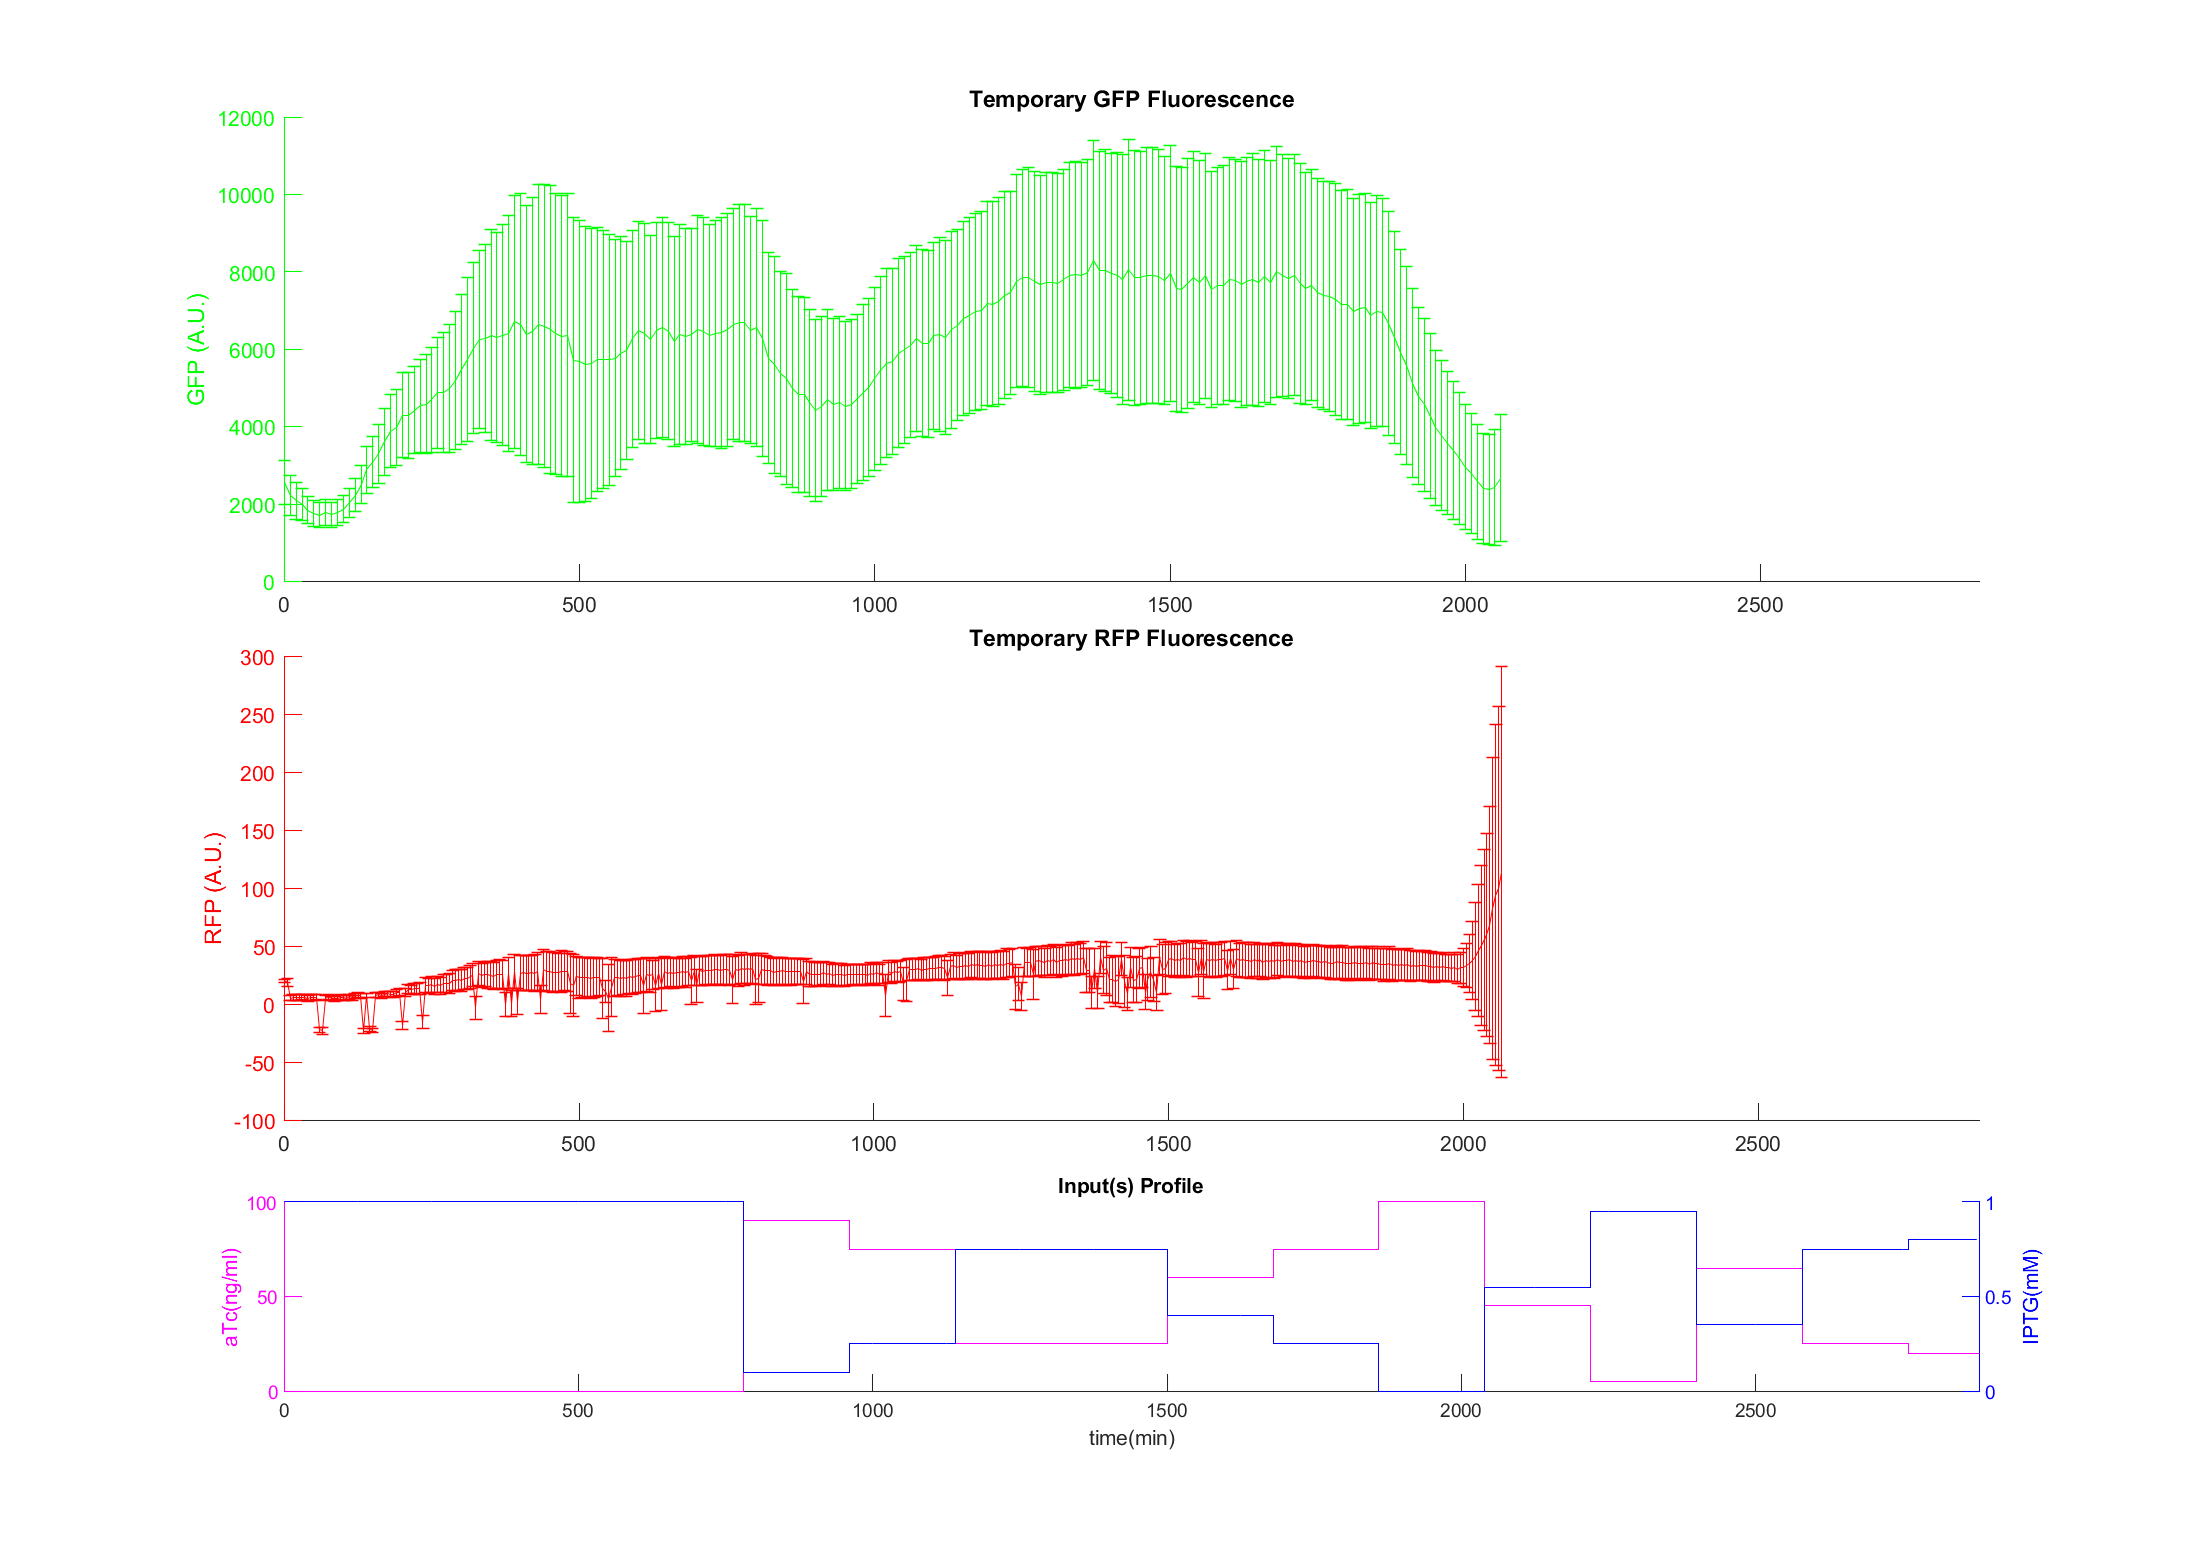 Temporary GFP Fluorescence
12000
10000
8000
6000
4000
2000
0
GFP (A.U.)
0 500 1000 1500 2000 2500
Temporary RFP Fluorescence
300
250
200
150
100
50
0
-50
-100
RFP (A.U.)
0 500 1000 1500 2000 2500
Input(s) Profile
100
50
0
aTc(ng/ml)
1
0.5
0
IPTG(mM)
0 500 1000 1500 2000 2500
time(min)